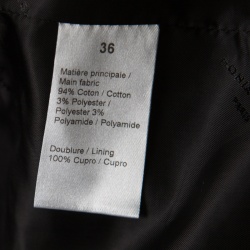 36
Matière principale /
Main fabric
94% Coton / Cotton
3% Polyester /
Polyester 3%
Polyamide / Polyamide
Doublure / Lining
100% Cupro / Cupro